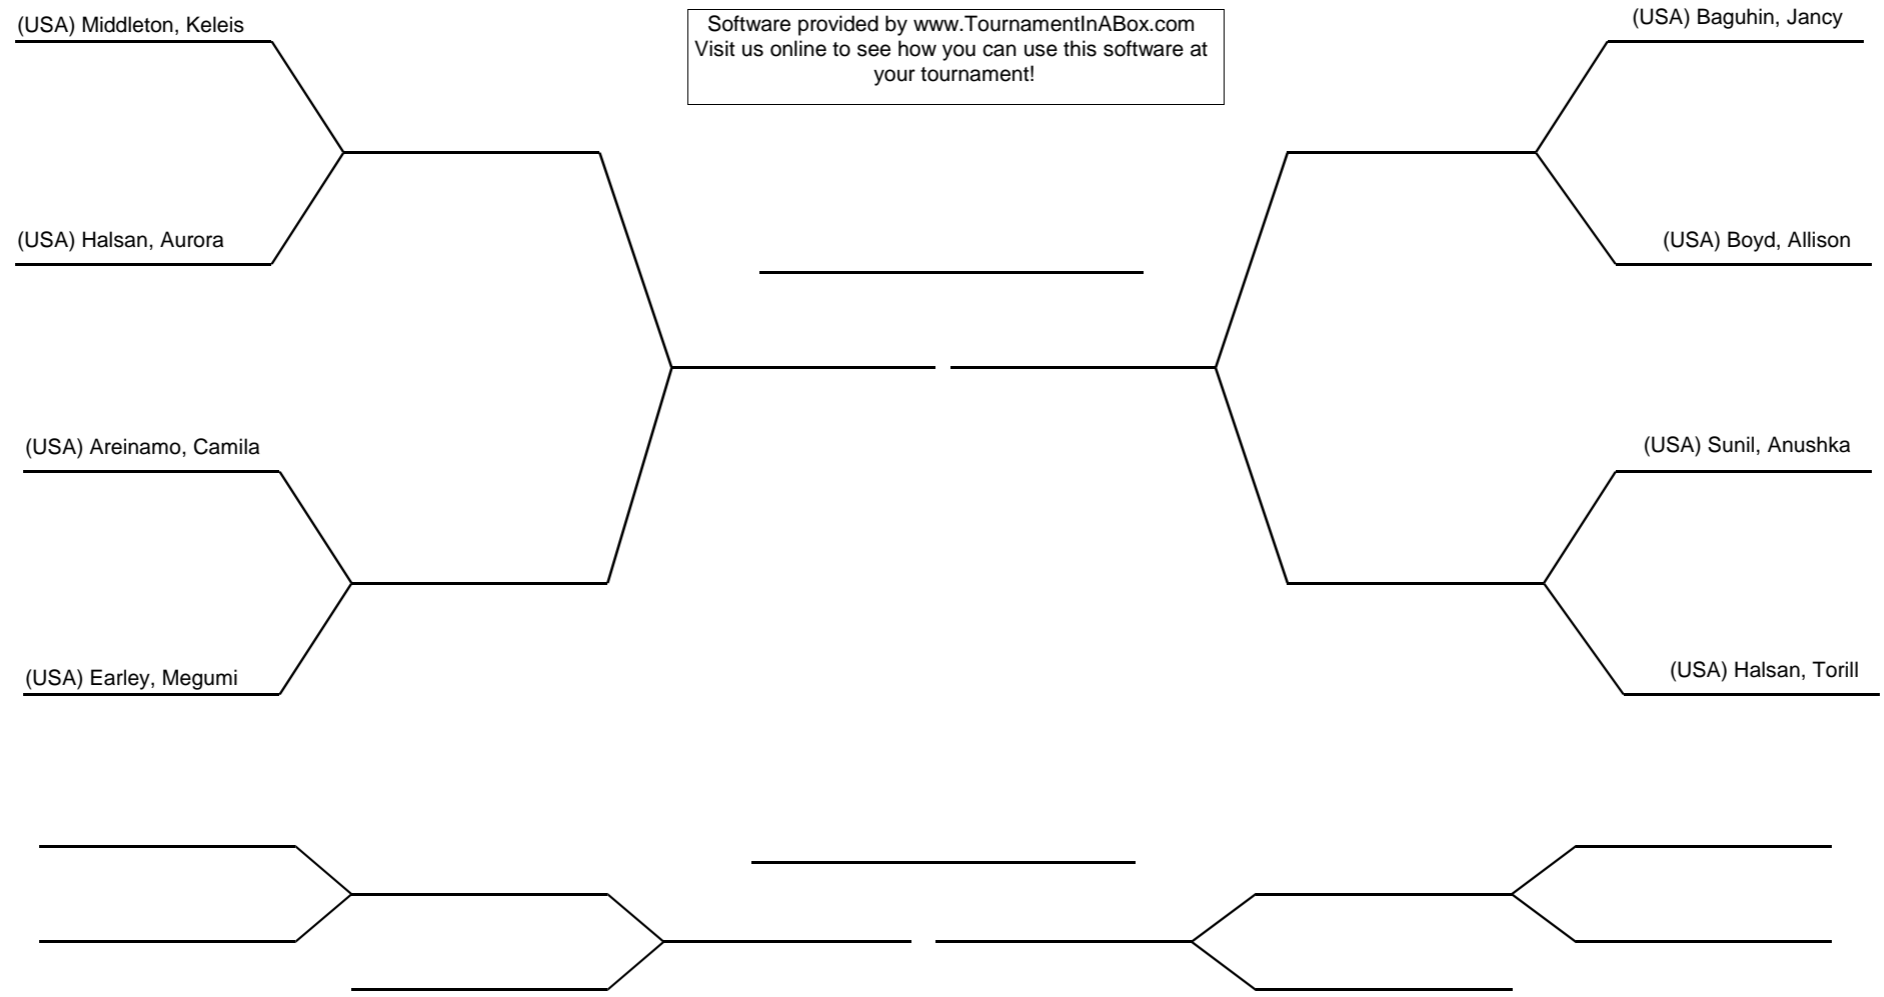 (USA) Middleton, Keleis
Software provided by www.TournamentInABox.com
Visit us online to see how you can use this software at
your tournament!
(USA) Baguhin, Jancy
(USA) Halsan, Aurora
(USA) Boyd, Allison
(USA) Areinamo, Camila
(USA) Sunil, Anushka
(USA) Earley, Megumi
(USA) Halsan, Torill